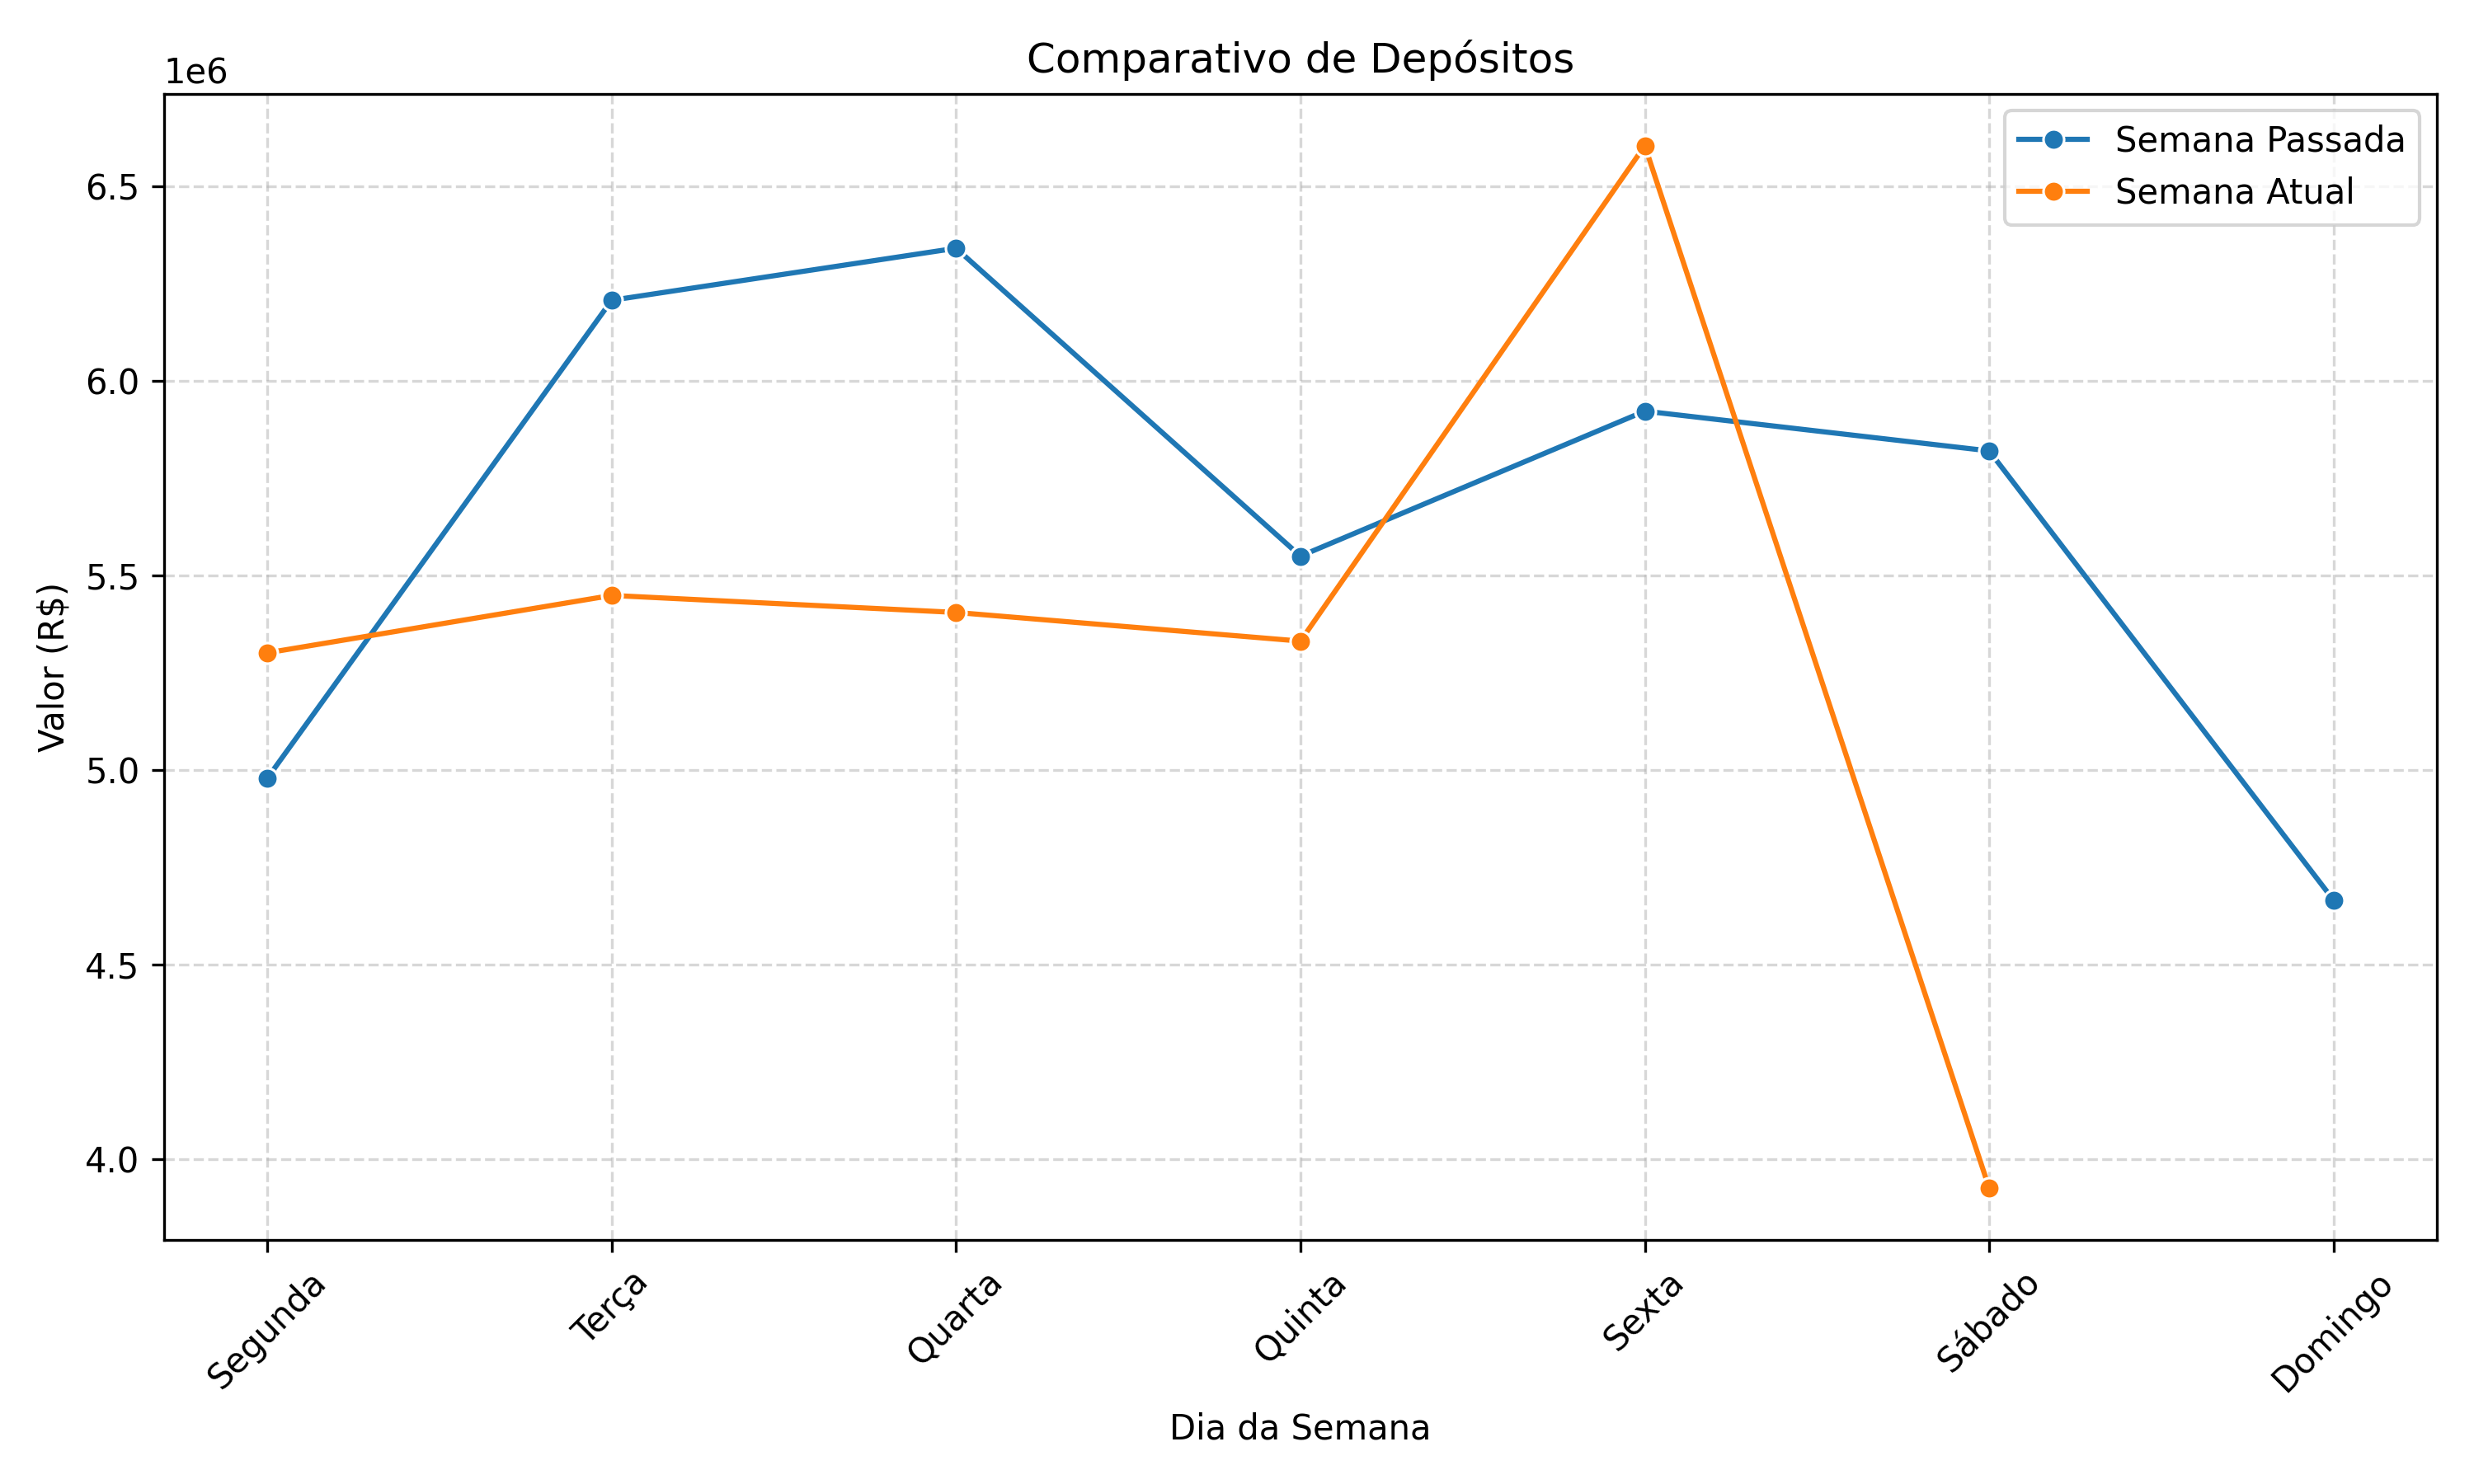 Comparativo de Depósitos
1e6
Semana Passada
Semana Atual
6.5
6.0
5.5
5.0
4.5
4.0
Valor (R$)
Segunda
Terça
Quarta
Quinta
Sexta
Sábado
Domingo
Dia da Semana